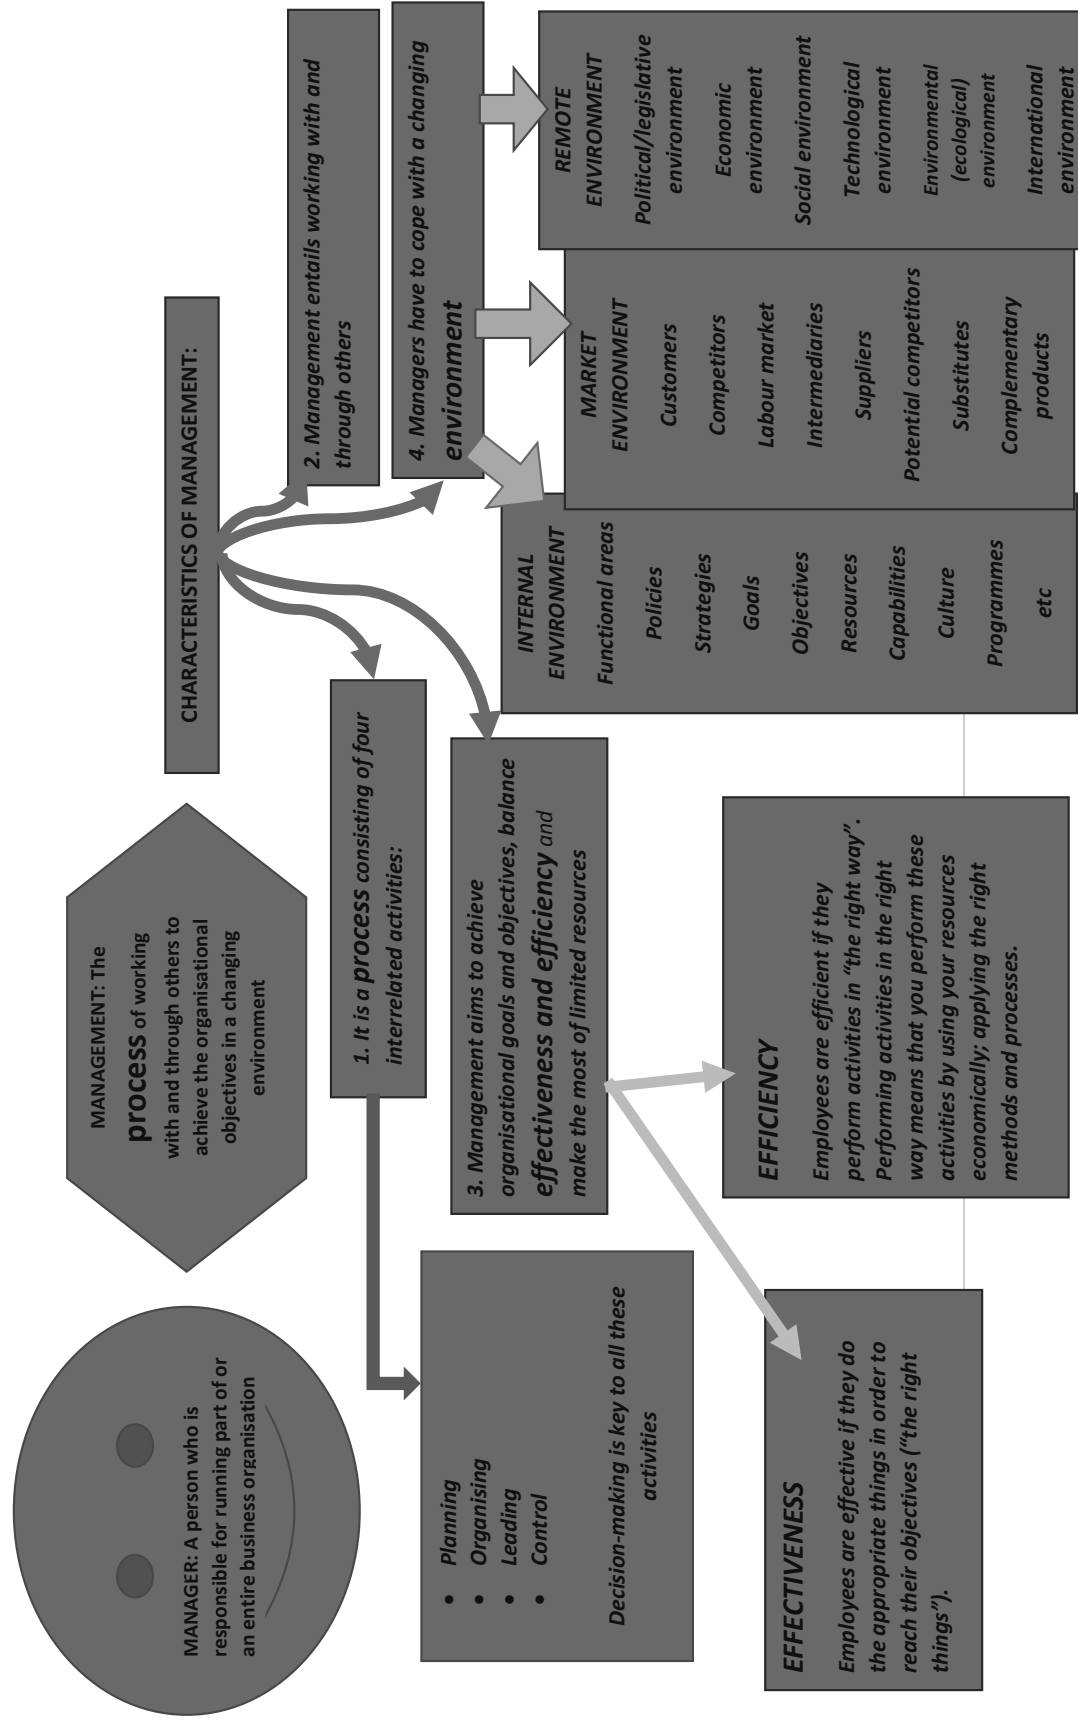 MANAGER: A person who is
responsible for running part of or
an entire business organisation
MANAGEMENT: The
process of working
with and through others to
achieve the organisational
objectives in a changing
environment
CHARACTERISTICS OF MANAGEMENT:
1. It is a process consisting of four
interrelated activities:
2. Management entails working with and
through others
3. Management aims to achieve
organisational goals and objectives, balance
effectiveness and efficiency and
make the most of limited resources
4. Managers have to cope with a changing
environment
• Planning
• Organising
• Leading
• Control
Decision-making is key to all these
activities
EFFECTIVENESS
Employees are effective if they do
the appropriate things in order to
reach their objectives (“the right
things”).
EFFICIENCY
Employees are efficient if they
perform activities in “the right way”.
Performing activities in the right
way means that you perform these
activities by using your resources
economically; applying the right
methods and processes.
INTERNAL
ENVIRONMENT
Functional areas
Policies
Strategies
Goals
Objectives
Resources
Capabilities
Culture
Programmes
etc
MARKET
ENVIRONMENT
Customers
Competitors
Labour market
Intermediaries
Suppliers
Potential competitors
Substitutes
Complementary
products
REMOTE
ENVIRONMENT
Political/legislative
environment
Economic
environment
Social environment
Technological
environment
Environmental
(ecological)
environment
International
environment